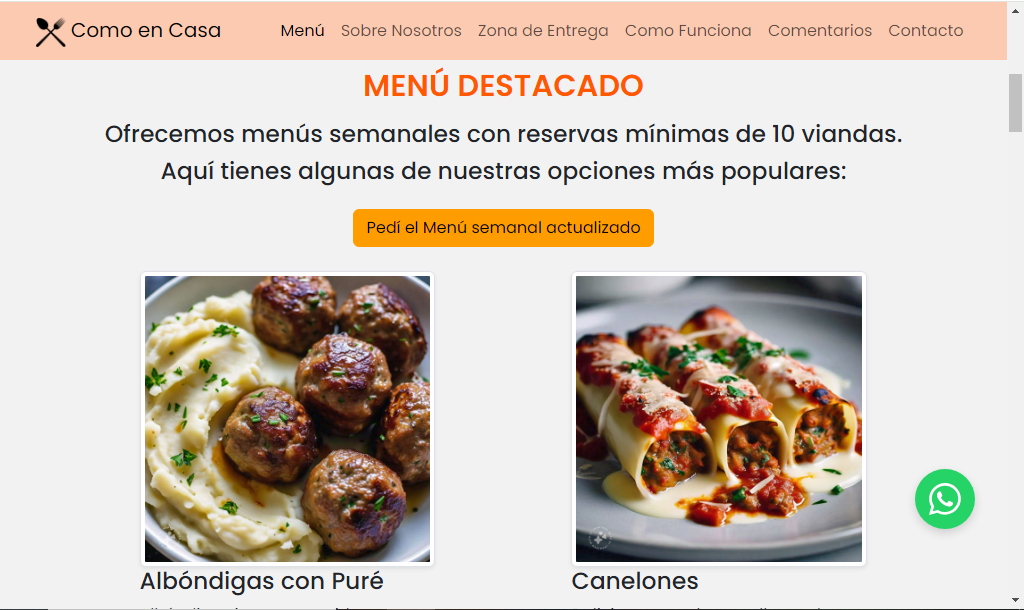 Como en Casa
Menú Sobre Nosotros Zona de Entrega Como Funciona Comentarios Contacto
MENÚ DESTACADO
Ofrecemos menús semanales con reservas mínimas de 10 viandas.
Aquí tienes algunas de nuestras opciones más populares:
Pedí el Menú semanal actualizado
Albóndigas con Puré
Canelones